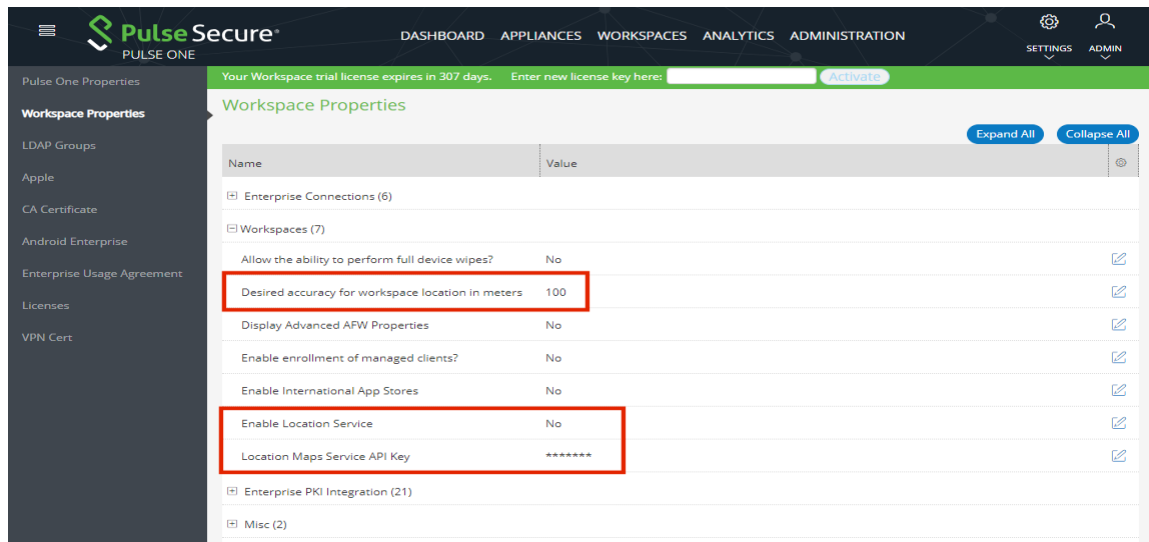 Pulse Secure
PULSE ONE
DASHBOARD APPLIANCES WORKSPACES ANALYTICS ADMINISTRATION
SETTINGS ADMIN
Pulse One Properties
Workspace Properties
LDAP Groups
Apple
CA Certificate
Android Enterprise
Enterprise Usage Agreement
Licenses
VPN Cert
Your Workspace trial license expires in 307 days. Enter new license key here: Activate
Workspace Properties
Expand All Collapse All
Name Value
Enterprise Connections (6)
Workspaces (7)
Allow the ability to perform full device wipes? No
Desired accuracy for workspace location in meters 100
Display Advanced AFW Properties No
Enable enrollment of managed clients? No
Enable International App Stores No
Enable Location Service No
Location Maps Service API Key *******
Enterprise PKI Integration (21)
Misc (2)